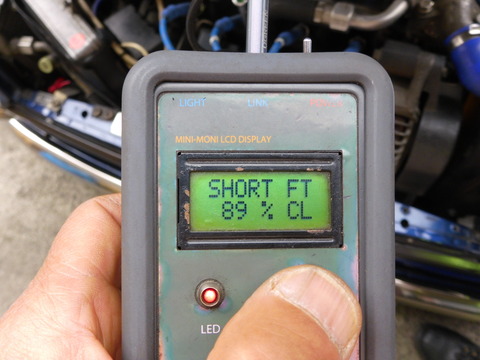 LIGHT LINK
MINI-MONI LCD DISPLAY
SHORT FT
89 % CL
LED